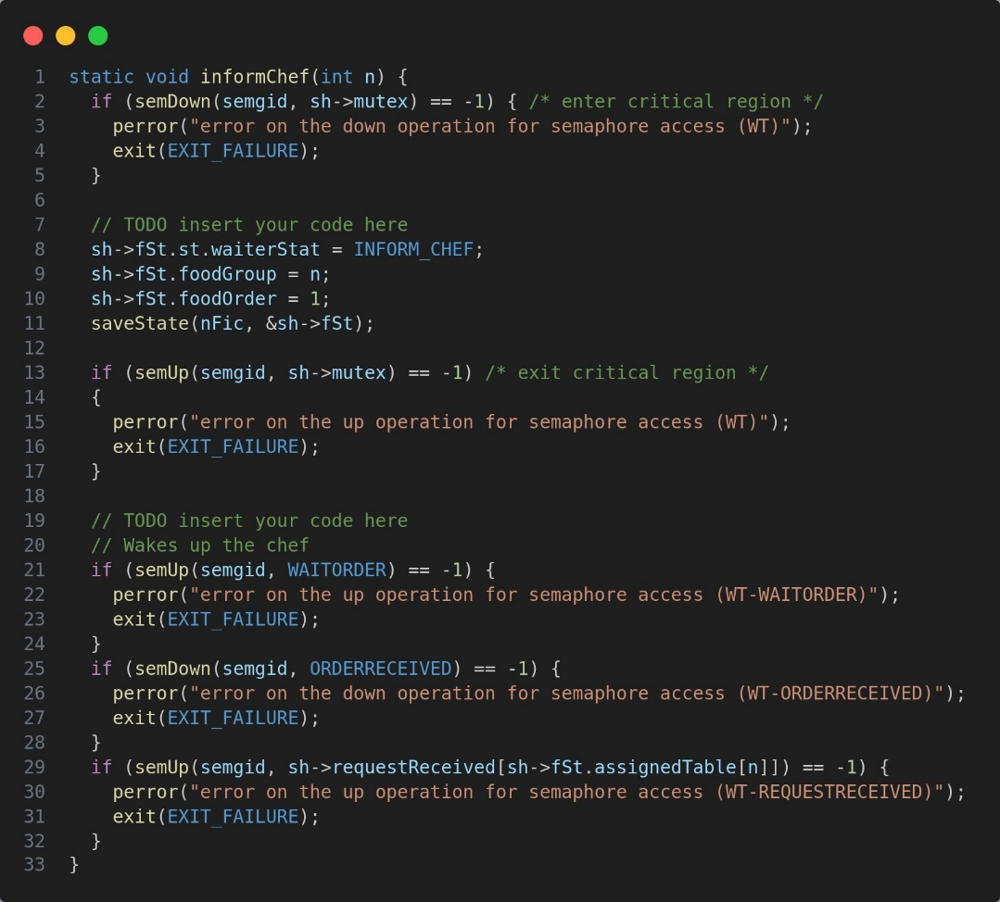 1 static void informChef(int n) {
2   if (semDown(semgid, sh->mutex) == -1) { /* enter critical region */
3     perror("error on the down operation for semaphore access (WT)");
4     exit(EXIT_FAILURE);
5   }
6
7   // TODO insert your code here
8   sh->fSt.st.waiterStat = INFORM_CHEF;
9   sh->fSt.foodGroup = n;
10   sh->fSt.foodOrder = 1;
11   saveState(nFic, &sh->fSt);
12
13   if (semUp(semgid, sh->mutex) == -1) /* exit critical region */
14   {
15     perror("error on the up operation for semaphore access (WT)");
16     exit(EXIT_FAILURE);
17   }
18
19   // TODO insert your code here
20   // Wakes up the chef
21   if (semUp(semgid, WAITORDER) == -1) {
22     perror("error on the up operation for semaphore access (WT-WAITORDER)");
23     exit(EXIT_FAILURE);
24   }
25   if (semDown(semgid, ORDERRECEIVED) == -1) {
26     perror("error on the down operation for semaphore access (WT-ORDERRECEIVED)");
27     exit(EXIT_FAILURE);
28   }
29   if (semUp(semgid, sh->requestReceived[sh->fSt.assignedTable[n]]) == -1) {
30     perror("error on the up operation for semaphore access (WT-REQUESTRECEIVED)");
31     exit(EXIT_FAILURE);
32   }
33 }